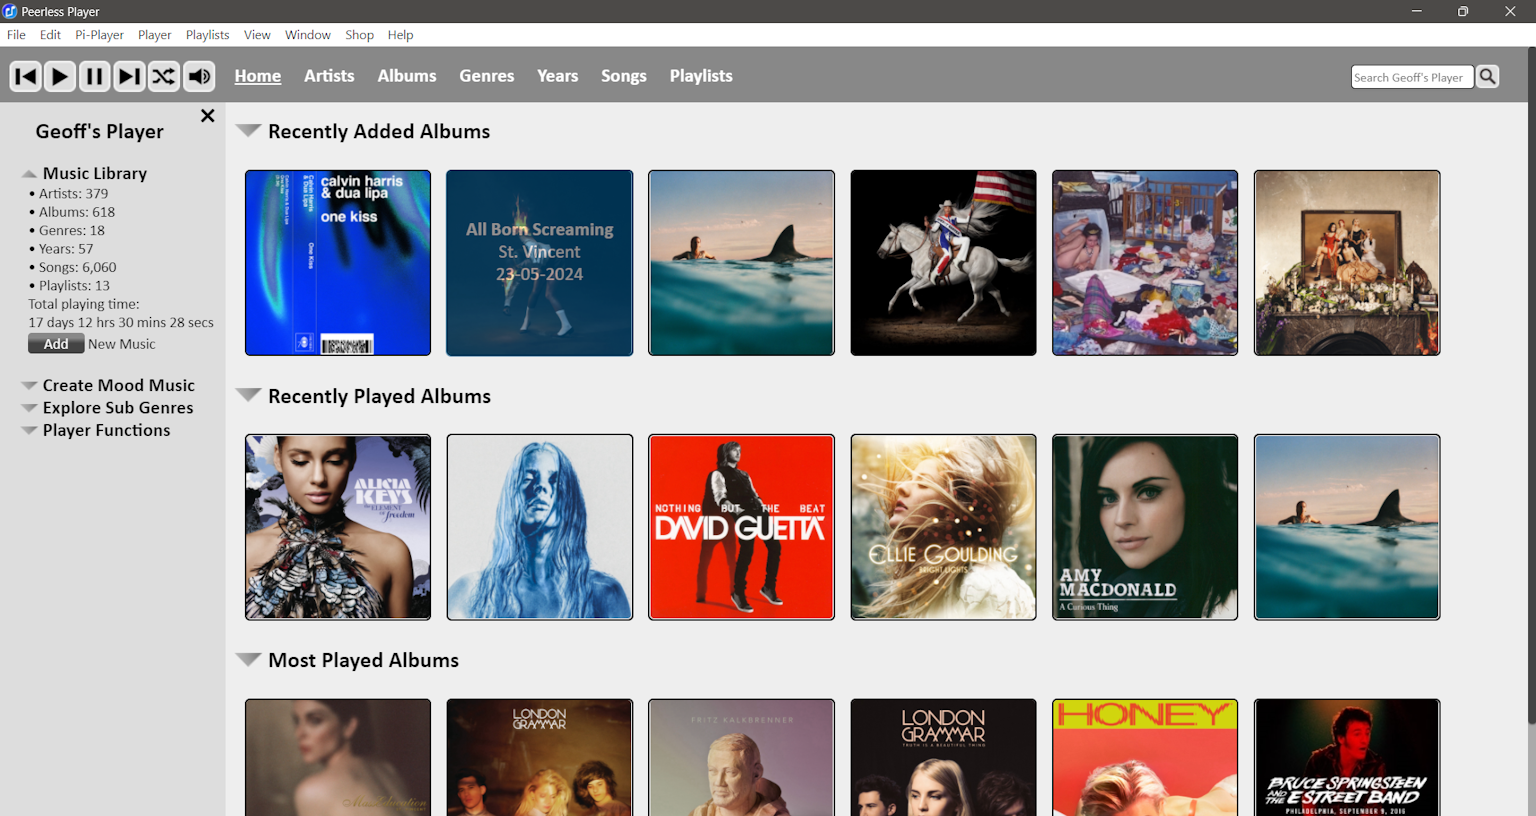 Peerless Player
File Edit Pi-Player Player Playlists View Window Shop Help
Home Artists Albums Genres Years Songs Playlists
Search Geoff's Player
Geoff's Player
Music Library
• Artists: 379
• Albums: 618
• Genres: 18
• Years: 57
• Songs: 6,060
• Playlists: 13
Total playing time:
17 days 12 hrs 30 mins 28 secs
Add New Music
Create Mood Music
Explore Sub Genres
Player Functions
Recently Added Albums
Calvin Harris
& Dua Lipa
One Kiss
calvin harris
& dua lipa
one kiss
All Born Screaming
St. Vincent
23-05-2024
Recently Played Albums
ALICIA
KEYS
THE ELEMENT
OF freedom
NOTHING BUT THE BEAT
DAVID GUETTA
ELLIE GOULDING
BRIGHT LIGHTS
AMY
MACDONALD
A Curious Thing
Most Played Albums
LONDON
GRAMMAR
FRITZ KALKBRENNER
LONDON
GRAMMAR
TRUTH IS A BEAUTIFUL THING
HONEY
BRUCE SPRINGSTEEN
AND THE E STREET BAND
PHILADELPHIA, SEPTEMBER 9, 2016